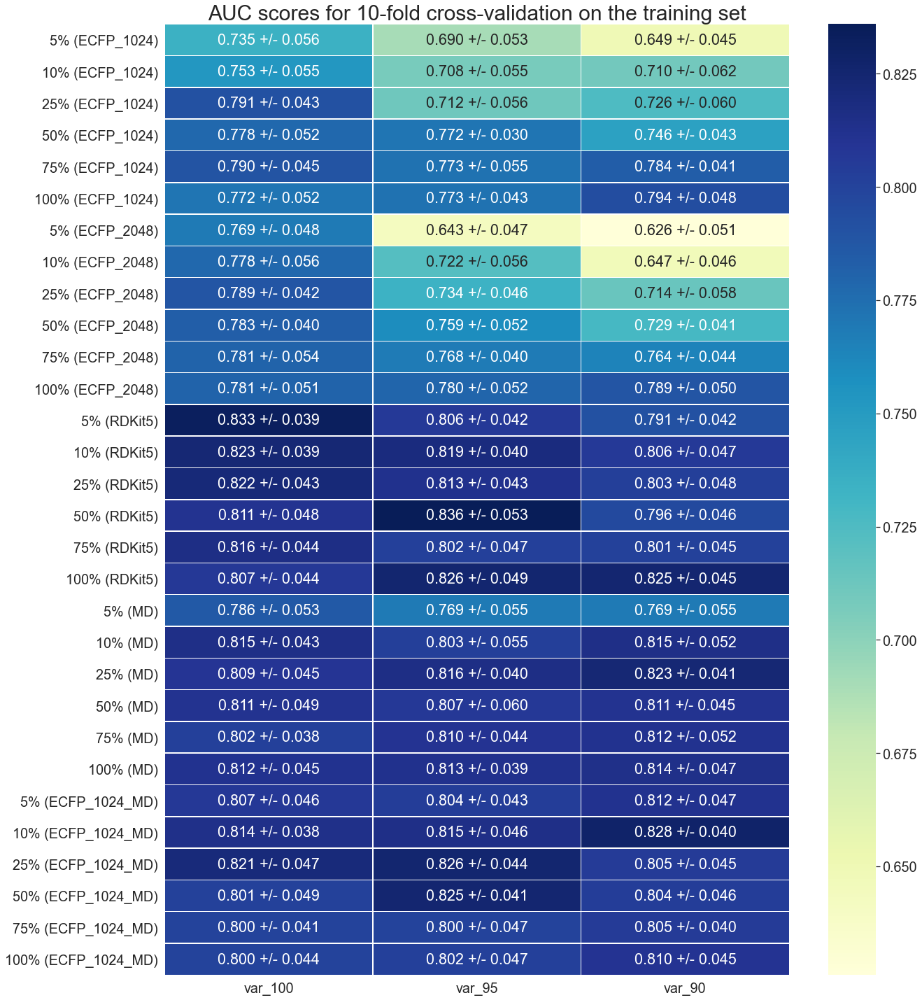 AUC scores for 10-fold cross-validation on the training set
5% (ECFP_1024) 0.735 +/- 0.056 0.690 +/- 0.053 0.649 +/- 0.045
10% (ECFP_1024) 0.753 +/- 0.055 0.708 +/- 0.055 0.710 +/- 0.062
25% (ECFP_1024) 0.791 +/- 0.043 0.712 +/- 0.056 0.726 +/- 0.060
50% (ECFP_1024) 0.778 +/- 0.052 0.772 +/- 0.030 0.746 +/- 0.043
75% (ECFP_1024) 0.790 +/- 0.045 0.773 +/- 0.055 0.784 +/- 0.041
100% (ECFP_1024) 0.772 +/- 0.052 0.773 +/- 0.043 0.794 +/- 0.048
5% (ECFP_2048) 0.769 +/- 0.048 0.643 +/- 0.047 0.626 +/- 0.051
10% (ECFP_2048) 0.778 +/- 0.056 0.722 +/- 0.056 0.647 +/- 0.046
25% (ECFP_2048) 0.789 +/- 0.042 0.734 +/- 0.046 0.714 +/- 0.058
50% (ECFP_2048) 0.783 +/- 0.040 0.759 +/- 0.052 0.729 +/- 0.041
75% (ECFP_2048) 0.781 +/- 0.054 0.768 +/- 0.040 0.764 +/- 0.044
100% (ECFP_2048) 0.781 +/- 0.051 0.780 +/- 0.052 0.789 +/- 0.050
5% (RDKit5) 0.833 +/- 0.039 0.806 +/- 0.042 0.791 +/- 0.042
10% (RDKit5) 0.823 +/- 0.039 0.819 +/- 0.040 0.806 +/- 0.047
25% (RDKit5) 0.822 +/- 0.043 0.813 +/- 0.043 0.803 +/- 0.048
50% (RDKit5) 0.811 +/- 0.048 0.836 +/- 0.053 0.796 +/- 0.046
75% (RDKit5) 0.816 +/- 0.044 0.802 +/- 0.047 0.801 +/- 0.045
100% (RDKit5) 0.807 +/- 0.044 0.826 +/- 0.049 0.825 +/- 0.045
5% (MD) 0.786 +/- 0.053 0.769 +/- 0.055 0.769 +/- 0.055
10% (MD) 0.815 +/- 0.043 0.803 +/- 0.055 0.815 +/- 0.052
25% (MD) 0.809 +/- 0.045 0.816 +/- 0.040 0.823 +/- 0.041
50% (MD) 0.811 +/- 0.049 0.807 +/- 0.060 0.811 +/- 0.045
75% (MD) 0.802 +/- 0.038 0.810 +/- 0.044 0.812 +/- 0.052
100% (MD) 0.812 +/- 0.045 0.813 +/- 0.039 0.814 +/- 0.047
5% (ECFP_1024_MD) 0.807 +/- 0.046 0.804 +/- 0.043 0.812 +/- 0.047
10% (ECFP_1024_MD) 0.814 +/- 0.038 0.815 +/- 0.046 0.828 +/- 0.040
25% (ECFP_1024_MD) 0.821 +/- 0.047 0.826 +/- 0.044 0.805 +/- 0.045
50% (ECFP_1024_MD) 0.801 +/- 0.049 0.825 +/- 0.041 0.804 +/- 0.046
75% (ECFP_1024_MD) 0.800 +/- 0.041 0.800 +/- 0.047 0.805 +/- 0.040
100% (ECFP_1024_MD) 0.800 +/- 0.044 0.802 +/- 0.047 0.810 +/- 0.045
var_100 var_95 var_90
0.825
0.800
0.775
0.750
0.725
0.700
0.675
0.650